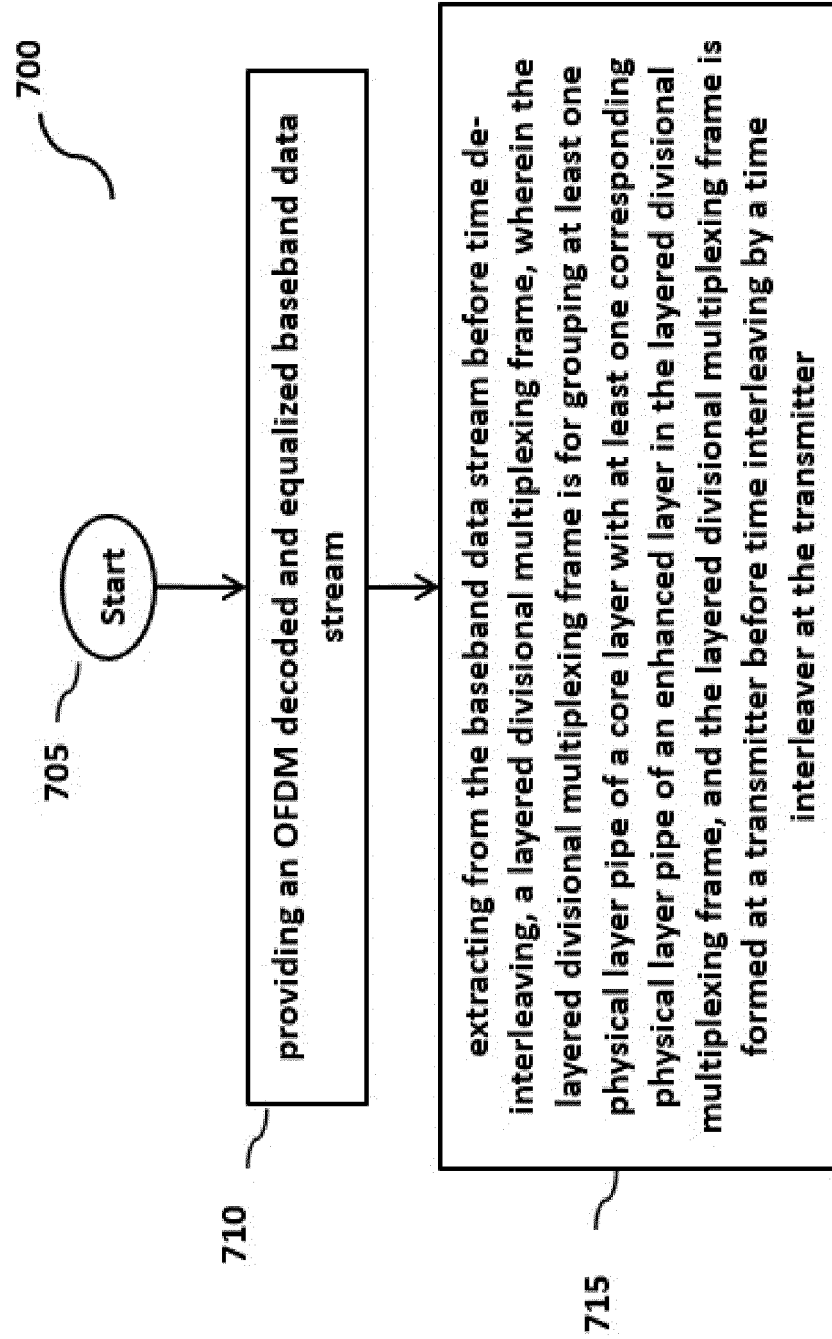 700
705
Start
710
providing an OFDM decoded and equalized baseband data
stream
715
extracting from the baseband data stream before time de-
interleaving, a layered divisional multiplexing frame, wherein the
layered divisional multiplexing frame is for grouping at least one
physical layer pipe of a core layer with at least one corresponding
physical layer pipe of an enhanced layer in the layered divisional
multiplexing frame, and the layered divisional multiplexing frame is
formed at a transmitter before time interleaving by a time
interleaver at the transmitter